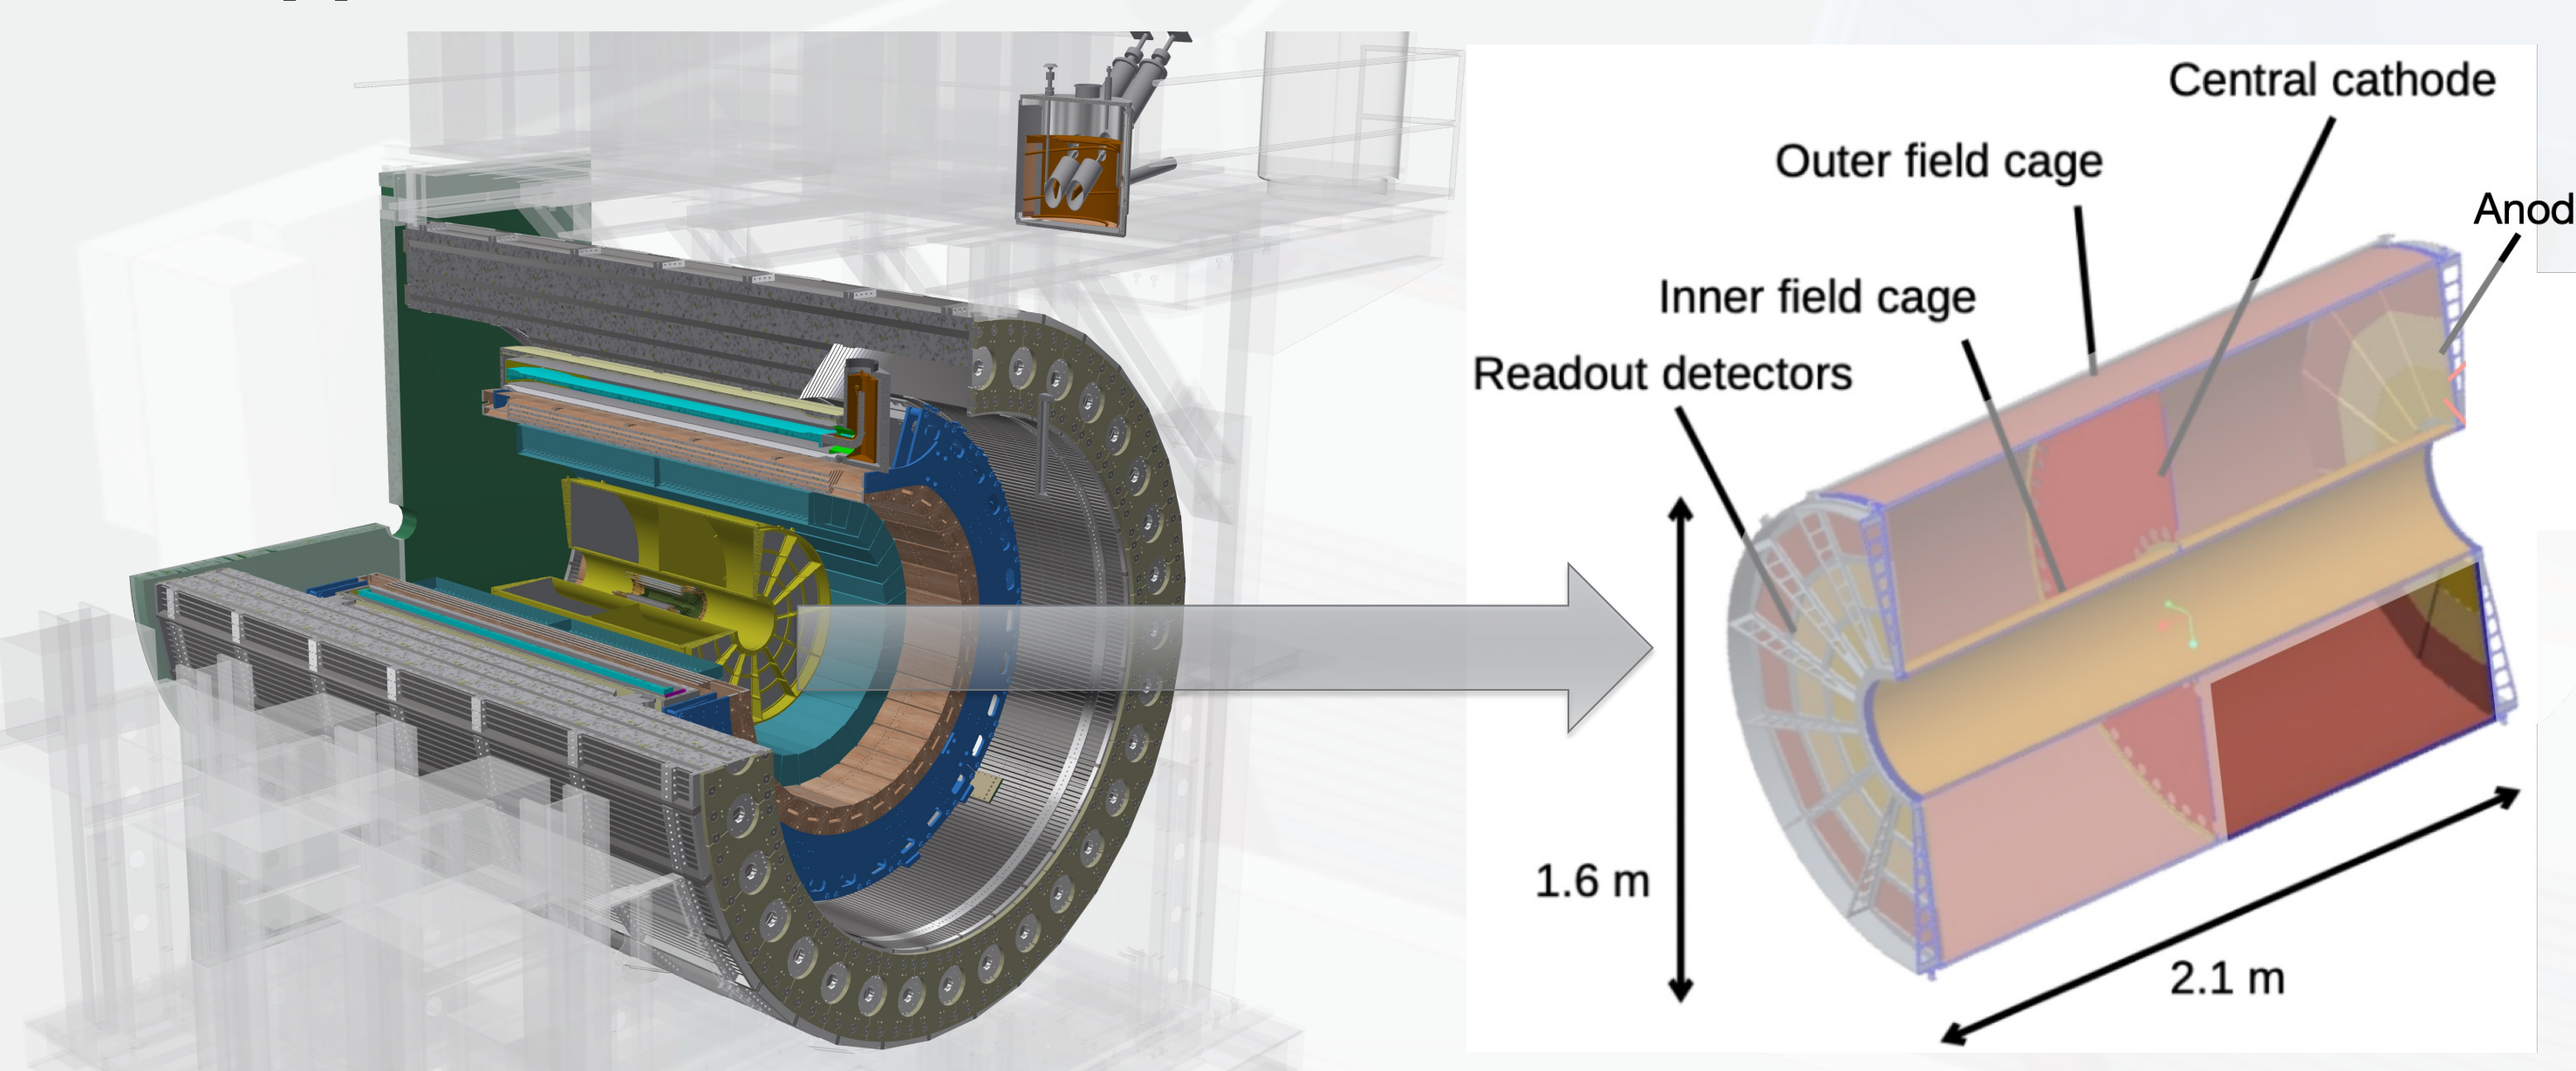 Central cathode
Outer field cage
Anod
Inner field cage
Readout detectors
1.6 m
2.1 m